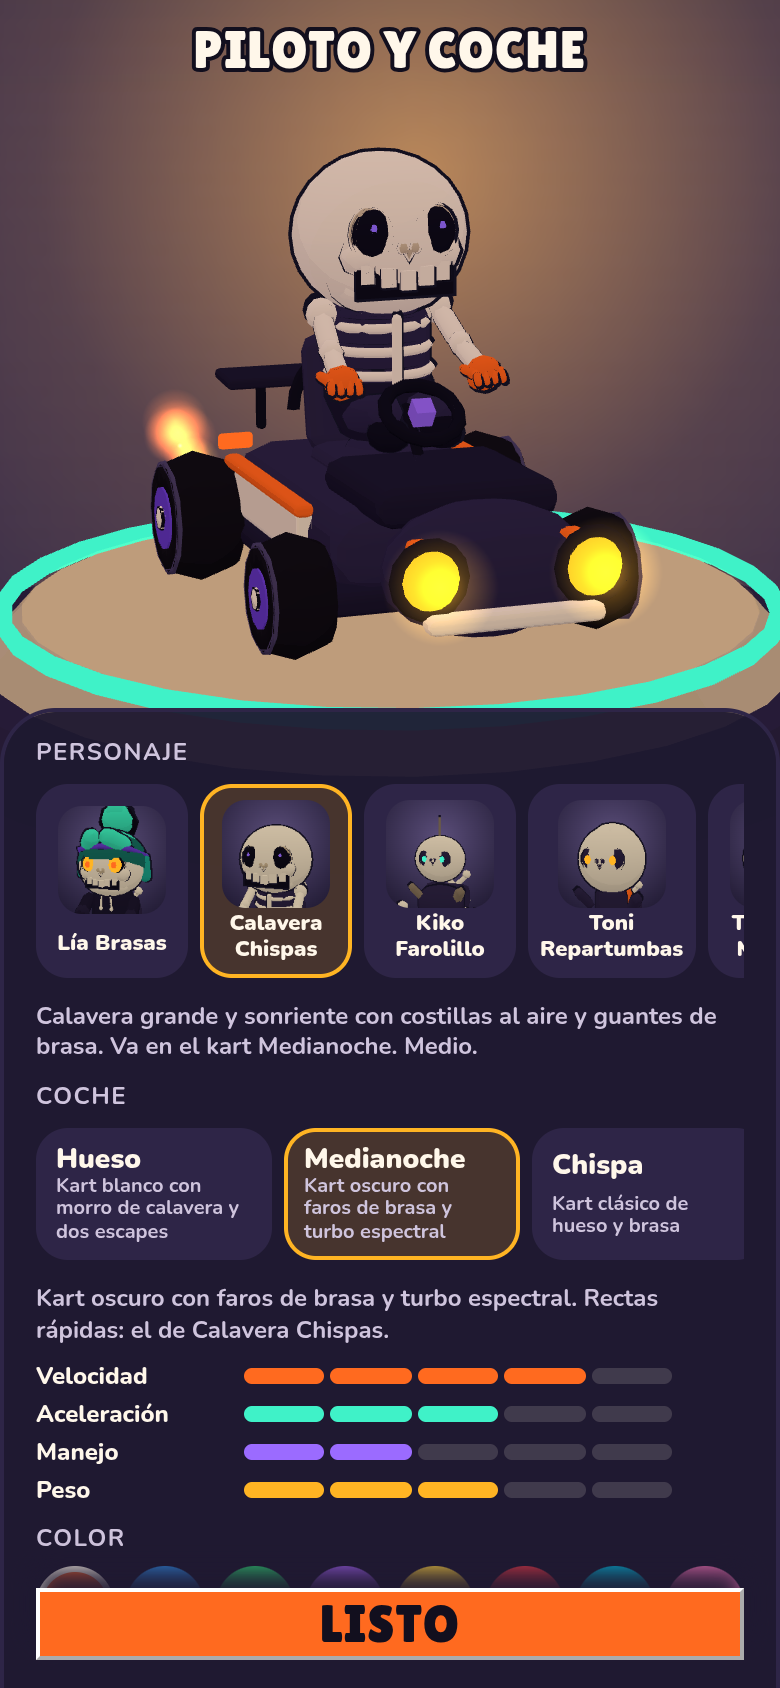 PILOTO Y COCHE
PERSONAJE
Lía Brasas
Calavera
Chispas
Kiko
Farolillo
Toni
Repartumbas
Calavera grande y sonriente con costillas al aire y guantes de
brasa. Va en el kart Medianoche. Medio.
COCHE
Hueso
Kart blanco con
morro de calavera y
dos escapes
Medianoche
Kart oscuro con
faros de brasa y
turbo espectral
Chispa
Kart clásico de
hueso y brasa
Kart oscuro con faros de brasa y turbo espectral. Rectas
rápidas: el de Calavera Chispas.
Velocidad
Aceleración
Manejo
Peso
COLOR
LISTO